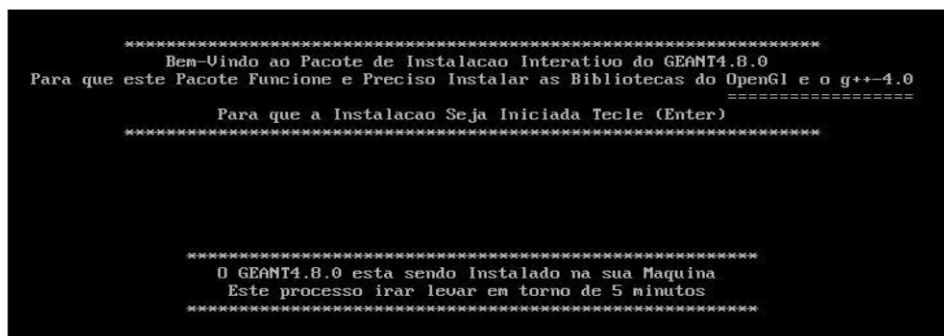 ******************************************************************
Bem-Vindo ao Pacote de Instalacao Interativo do GEANT4.8.0
Para que este Pacote Funcione e Preciso Instalar as Bibliotecas do OpenGl e o g++-4.0
==================
Para que a Instalacao Seja Iniciada Tecle (Enter)
******************************************************************
******************************************************
O GEANT4.8.0 esta sendo Instalado na sua Maquina
Este processo irar levar em torno de 5 minutos
******************************************************